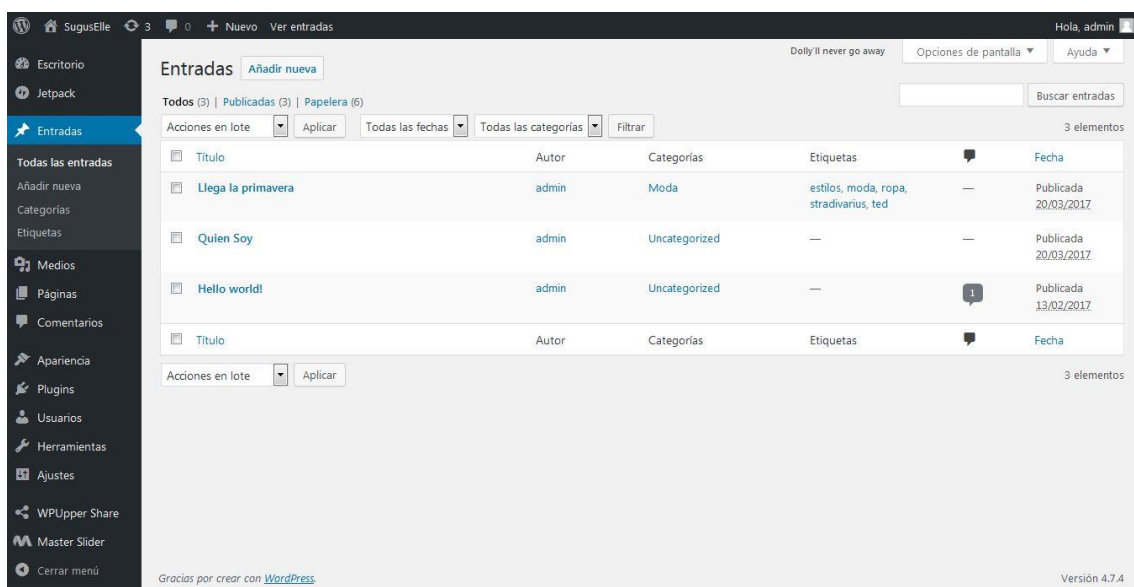 SugusElle 3 0 + Nuevo Ver entradas Hola, admin
Escritorio
Jetpack
Entradas
Todas las entradas
Añadir nueva
Categorías
Etiquetas
Medios
Páginas
Comentarios
Apariencia
Plugins
Usuarios
Herramientas
Ajustes
WPUpper Share
Master Slider
Cerrar menú
Dolly'll never go away Opciones de pantalla Ayuda
Entradas Añadir nueva
Todos (3) | Publicadas (3) | Papelera (6) Buscar entradas
Acciones en lote Aplicar Todas las fechas Todas las categorías Filtrar 3 elementos
Título Autor Categorías Etiquetas Fecha
Llega la primavera admin Moda estilos, moda, ropa, — Publicada
stradivarius, ted 20/03/2017
Quien Soy admin Uncategorized — — Publicada
20/03/2017
Hello world! admin Uncategorized — 1 Publicada
13/02/2017
Título Autor Categorías Etiquetas Fecha
Acciones en lote Aplicar 3 elementos
Gracias por crear con WordPress. Versión 4.7.4